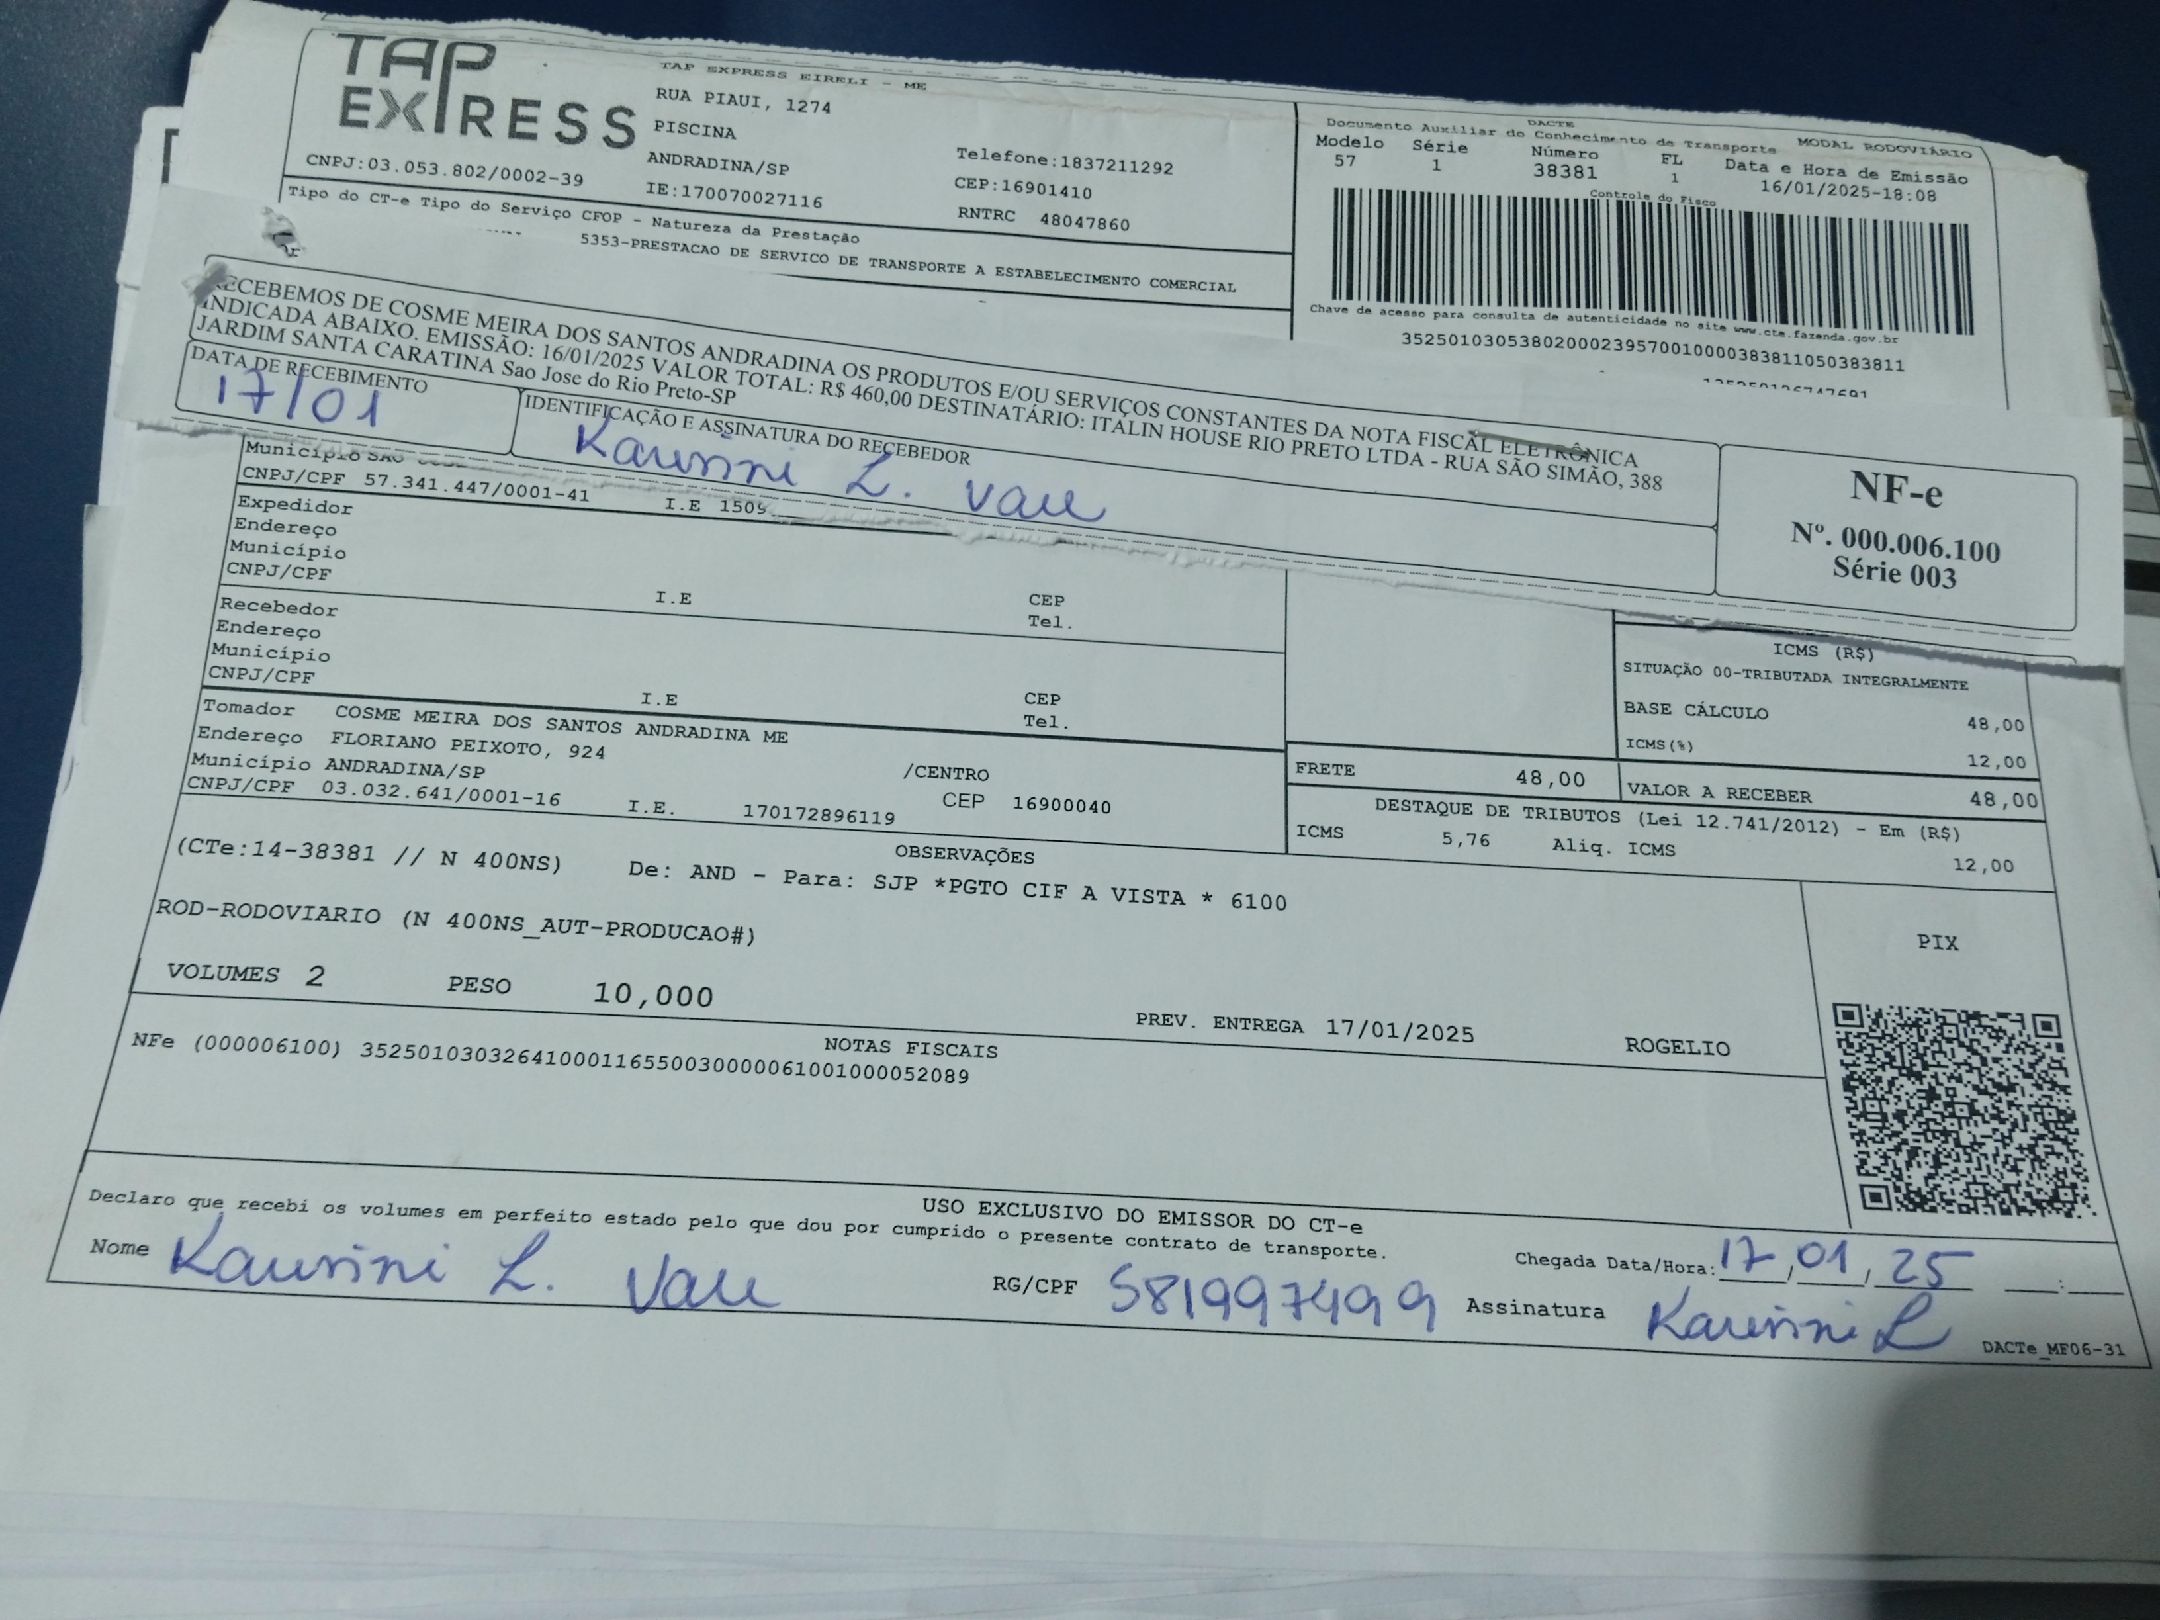 TAP EXPRESS
TAP EXPRESS EIRELI - ME
RUA PIAUI, 1274
PISCINA
ANDRADINA/SP
CNPJ:03.053.802/0002-39
IE:170070027116
Telefone:1837211292
CEP:16901410
RNTRC 48047860
DACTE
Documento Auxiliar do Conhecimento de Transporte MODAL RODOVIÁRIO
Modelo Série Número FL Data e Hora de Emissão
57 1 38381 1 16/01/2025-18:08
Controle do Fisco
Chave de acesso para consulta de autenticidade no site www.cte.fazenda.gov.br
35250103053802000239570010000383811050383811
Tipo do CT-e Tipo do Serviço CFOP - Natureza da Prestação
5353-PRESTACAO DE SERVICO DE TRANSPORTE A ESTABELECIMENTO COMERCIAL
RECEBEMOS DE COSME MEIRA DOS SANTOS ANDRADINA OS PRODUTOS E/OU SERVIÇOS CONSTANTES DA NOTA FISCAL ELETRÔNICA
INDICADA ABAIXO. EMISSÃO: 16/01/2025 VALOR TOTAL: R$ 460,00 DESTINATÁRIO: ITALIN HOUSE RIO PRETO LTDA - RUA SÃO SIMÃO, 388
JARDIM SANTA CARATINA Sao Jose do Rio Preto-SP
DATA DE RECEBIMENTO
17/01
IDENTIFICAÇÃO E ASSINATURA DO RECEBEDOR
L.
NF-e
Nº. 000.006.100
Série 003
Município SAO
CNPJ/CPF 57.341.447/0001-41 I.E 1509
Expedidor
Endereço
Município
CNPJ/CPF I.E CEP
Tel.
Recebedor
Endereço
Município
CNPJ/CPF I.E CEP
Tel.
ICMS (R$)
SITUAÇÃO 00-TRIBUTADA INTEGRALMENTE
BASE CÁLCULO 48,00
ICMS(%) 12,00
Tomador COSME MEIRA DOS SANTOS ANDRADINA ME
Endereço FLORIANO PEIXOTO, 924 /CENTRO
Município ANDRADINA/SP CEP 16900040
CNPJ/CPF 03.032.641/0001-16 I.E. 170172896119
FRETE 48,00 VALOR A RECEBER 48,00
DESTAQUE DE TRIBUTOS (Lei 12.741/2012) - Em (R$)
ICMS 5,76 Aliq. ICMS 12,00
OBSERVAÇÕES
(CTe:14-38381 // N 400NS) De: AND - Para: SJP *PGTO CIF A VISTA * 6100
ROD-RODOVIARIO (N 400NS_AUT-PRODUCAO#)
PIX
VOLUMES 2 PESO 10,000 PREV. ENTREGA 17/01/2025 ROGELIO
NOTAS FISCAIS
NFe (000006100) 35250103032641000116550030000061001000052089
USO EXCLUSIVO DO EMISSOR DO CT-e
Declaro que recebi os volumes em perfeito estado pelo que dou por cumprido o presente contrato de transporte.
Chegada Data/Hora: 17,01,25
Nome L. RG/CPF 581997499 Assinatura L
DACTe_MF06-31